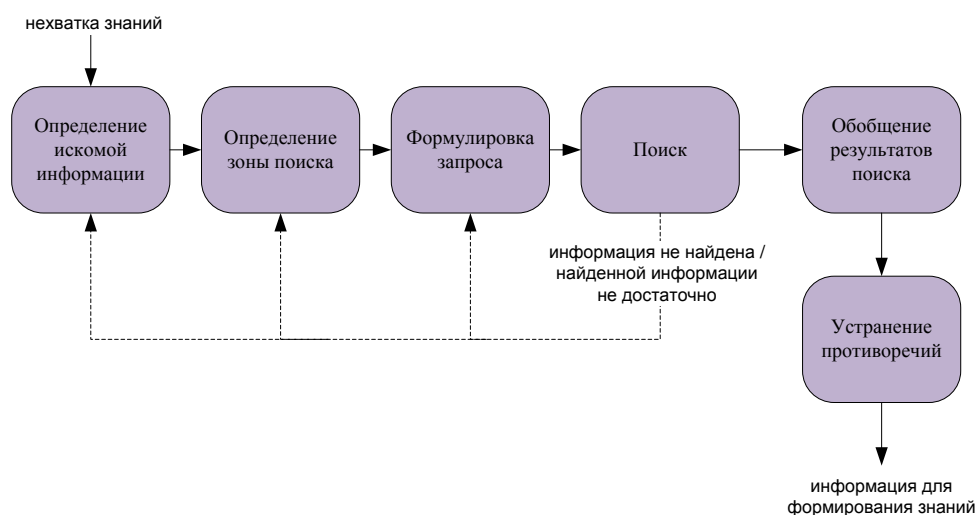 нехватка знаний
Определение
искомой
информации
Определение
зоны поиска
Формулировка
запроса
Поиск
Обобщение
результатов
поиска
информация не найдена /
найденной информации
не достаточно
Устранение
противоречий
информация для
формирования знаний